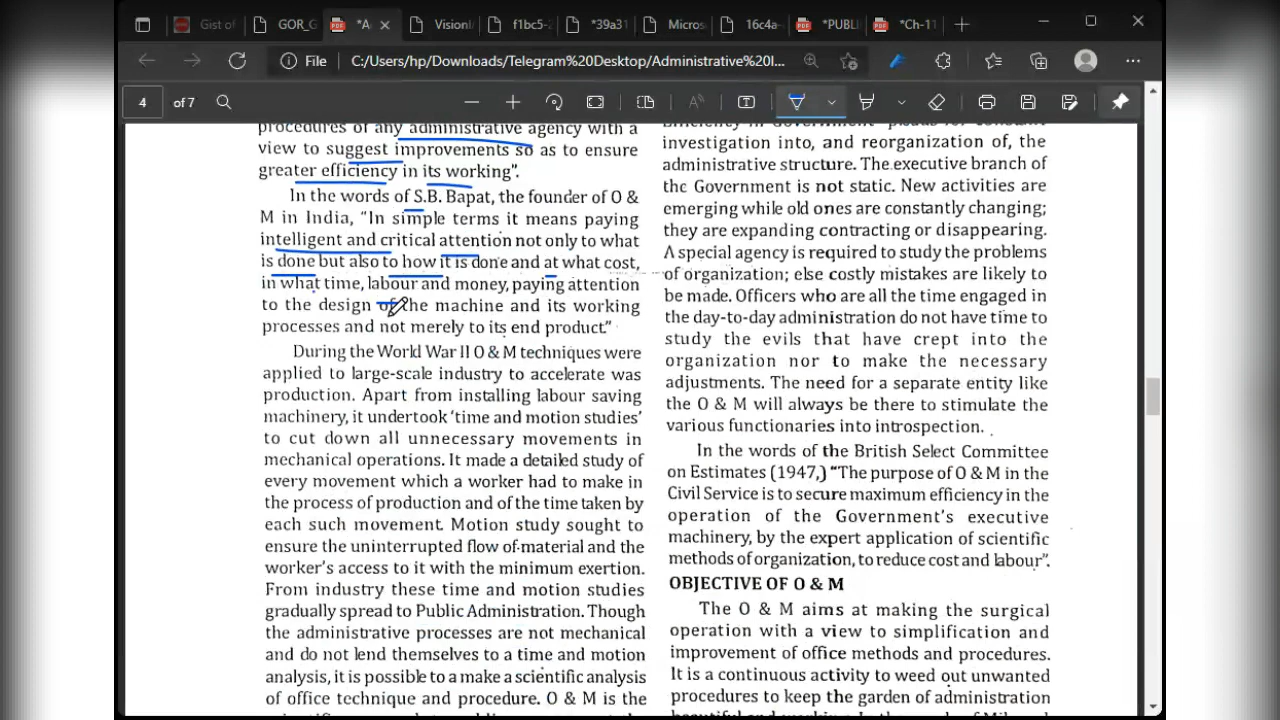 Gist of
GOR_G
*A
Vision
f1bc5-2
*39a31
Micros
16c4a-
*PUBLI
*Ch-11
File
C:/Users/hp/Downloads/Telegram%20Desktop/Administrative%20I...
4 of 7
procedures of any administrative agency with a
view to suggest improvements so as to ensure
greater efficiency in its working”.
In the words of S.B. Bapat, the founder of O &
M in India, “In simple terms it means paying
intelligent and critical attention not only to what
is done but also to how it is done and at what cost,
in what time, labour and money, paying attention
to the design of the machine and its working
processes and not merely to its end product.”
During the World War II O & M techniques were
applied to large-scale industry to accelerate was
production. Apart from installing labour saving
machinery, it undertook ‘time and motion studies’
to cut down all unnecessary movements in
mechanical operations. It made a detailed study of
every movement which a worker had to make in
the process of production and of the time taken by
each such movement. Motion study sought to
ensure the uninterrupted flow of material and the
worker’s access to it with the minimum exertion.
From industry these time and motion studies
gradually spread to Public Administration. Though
the administrative processes are not mechanical
and do not lend themselves to a time and motion
analysis, it is possible to a make a scientific analysis
of office technique and procedure. O & M is the
Efficiency in Government
investigation into, and reorganization of, the
administrative structure. The executive branch of
the Government is not static. New activities are
emerging while old ones are constantly changing;
they are expanding contracting or disappearing.
A special agency is required to study the problems
of organization; else costly mistakes are likely to
be made. Officers who are all the time engaged in
the day-to-day administration do not have time to
study the evils that have crept into the
organization nor to make the necessary
adjustments. The need for a separate entity like
the O & M will always be there to stimulate the
various functionaries into introspection.
In the words of the British Select Committee
on Estimates (1947,) “The purpose of O & M in the
Civil Service is to secure maximum efficiency in the
operation of the Government’s executive
machinery, by the expert application of scientific
methods of organization, to reduce cost and labour”.
OBJECTIVE OF O & M
The O & M aims at making the surgical
operation with a view to simplification and
improvement of office methods and procedures.
It is a continuous activity to weed out unwanted
procedures to keep the garden of administration